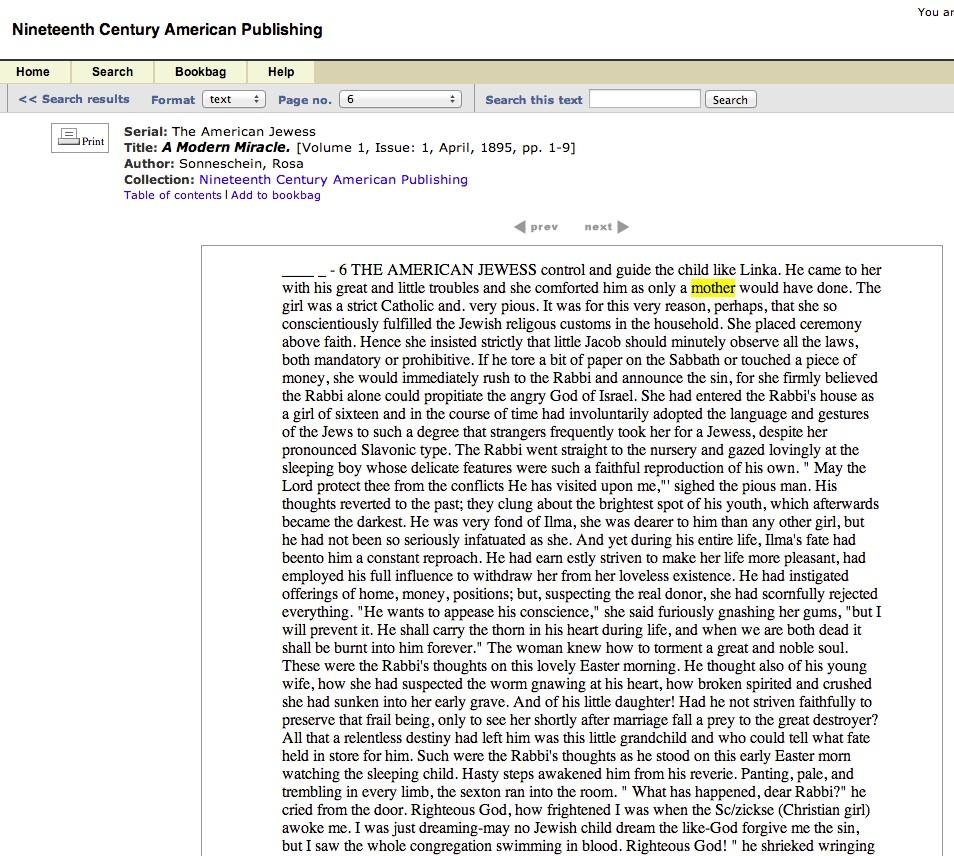 You ar
Nineteenth Century American Publishing
Home Search Bookbag Help
<< Search results Format text Page no. 6 Search this text Search
Print
Serial: The American Jewess
Title: A Modern Miracle. [Volume 1, Issue: 1, April, 1895, pp. 1-9]
Author: Sonneschein, Rosa
Collection: Nineteenth Century American Publishing
Table of contents | Add to bookbag
prev next
____ _ - 6 THE AMERICAN JEWESS control and guide the child like Linka. He came to her
with his great and little troubles and she comforted him as only a mother would have done. The
girl was a strict Catholic and. very pious. It was for this very reason, perhaps, that she so
conscientiously fulfilled the Jewish religous customs in the household. She placed ceremony
above faith. Hence she insisted strictly that little Jacob should minutely observe all the laws,
both mandatory or prohibitive. If he tore a bit of paper on the Sabbath or touched a piece of
money, she would immediately rush to the Rabbi and announce the sin, for she firmly believed
the Rabbi alone could propitiate the angry God of Israel. She had entered the Rabbi's house as
a girl of sixteen and in the course of time had involuntarily adopted the language and gestures
of the Jews to such a degree that strangers frequently took her for a Jewess, despite her
pronounced Slavonic type. The Rabbi went straight to the nursery and gazed lovingly at the
sleeping boy whose delicate features were such a faithful reproduction of his own. " May the
Lord protect thee from the conflicts He has visited upon me,"' sighed the pious man. His
thoughts reverted to the past; they clung about the brightest spot of his youth, which afterwards
became the darkest. He was very fond of Ilma, she was dearer to him than any other girl, but
he had not been so seriously infatuated as she. And yet during his entire life, Ilma's fate had
beento him a constant reproach. He had earn estly striven to make her life more pleasant, had
employed his full influence to withdraw her from her loveless existence. He had instigated
offerings of home, money, positions; but, suspecting the real donor, she had scornfully rejected
everything. "He wants to appease his conscience," she said furiously gnashing her gums, "but I
will prevent it. He shall carry the thorn in his heart during life, and when we are both dead it
shall be burnt into him forever." The woman knew how to torment a great and noble soul.
These were the Rabbi's thoughts on this lovely Easter morning. He thought also of his young
wife, how she had suspected the worm gnawing at his heart, how broken spirited and crushed
she had sunken into her early grave. And of his little daughter! Had he not striven faithfully to
preserve that frail being, only to see her shortly after marriage fall a prey to the great destroyer?
All that a relentless destiny had left him was this little grandchild and who could tell what fate
held in store for him. Such were the Rabbi's thoughts as he stood on this early Easter morn
watching the sleeping child. Hasty steps awakened him from his reverie. Panting, pale, and
trembling in every limb, the sexton ran into the room. " What has happened, dear Rabbi?" he
cried from the door. Righteous God, how frightened I was when the Sc/zickse (Christian girl)
awoke me. I was just dreaming-may no Jewish child dream the like-God forgive me the sin,
but I saw the whole congregation swimming in blood. Righteous God! " he shrieked wringing